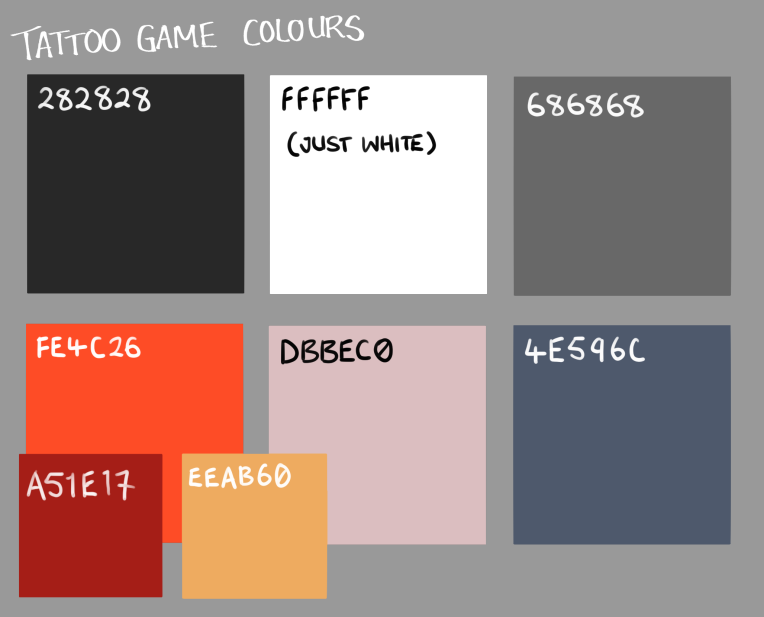 TATTOO GAME COLOURS
282828
FFFFFF
(JUST WHITE)
686868
FE4C26
DBBEC0
4E596C
A51E17
EEAB60